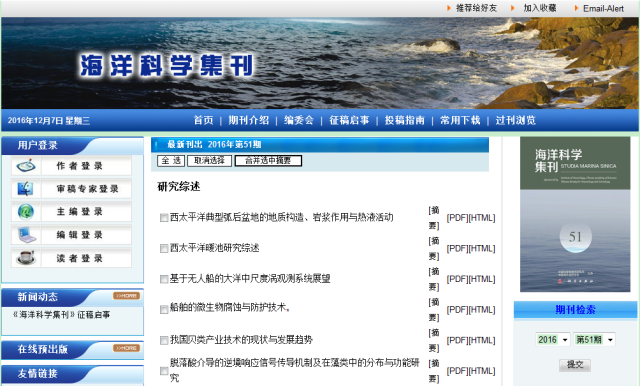 推荐给好友 加入收藏 Email-Alert
海洋科学集刊
2016年12月7日 星期三
首页 | 期刊介绍 | 编委会 | 征稿启事 | 投稿指南 | 常用下载 | 过刊浏览
用户登录
作者登录
审稿专家登录
主编登录
编辑登录
读者登录
新闻动态
HOME
《海洋科学集刊》征稿启事
在线预出版
HOME
友情链接
最新刊出 2016年第51期
全 选 取消选择 合并选中摘要
研究综述
西太平洋典型弧后盆地的地质构造、岩浆作用与热液活动 [摘要] [PDF][HTML]
西太平洋暖池研究综述 [摘要] [PDF][HTML]
基于无人船的大洋中尺度涡观测系统展望 [摘要] [PDF][HTML]
船舶的微生物腐蚀与防护技术。 [摘要] [PDF][HTML]
我国贝类产业技术的现状与发展趋势 [摘要] [PDF][HTML]
脱落酸介导的逆境响应信号传导机制及在藻类中的分布与功能研
究 [摘要] [PDF][HTML]
海洋科学
集刊 STUDIA MARINA SINICA
51
期刊检索
2016 第51期
提交